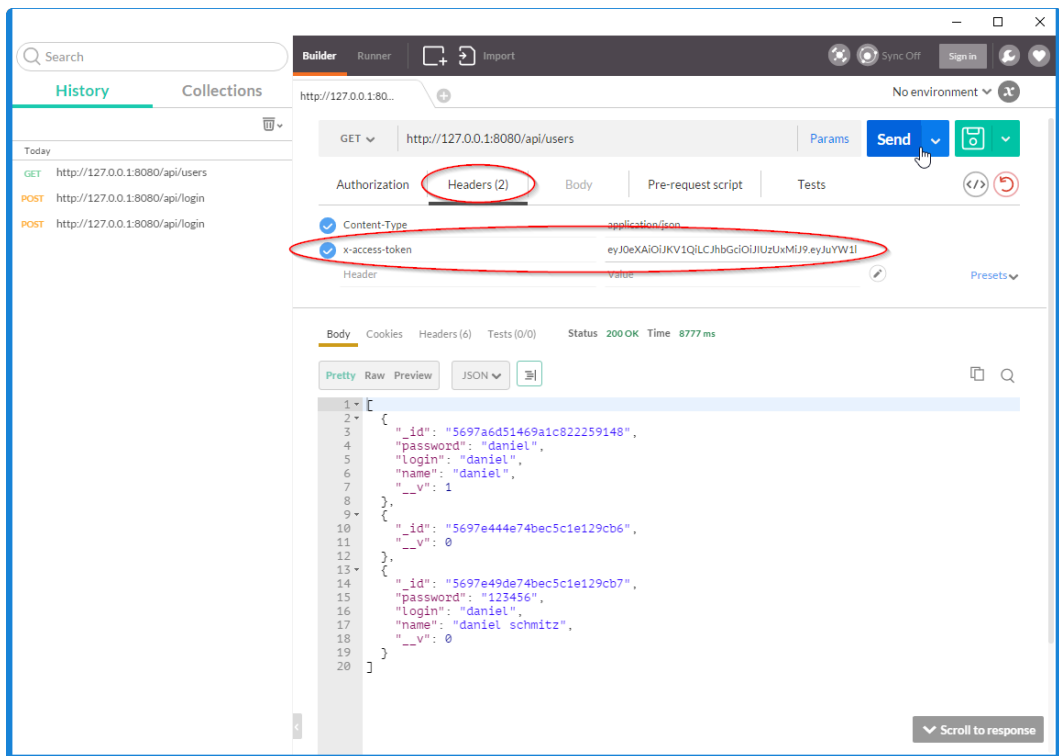 Search
History Collections
Today
GET http://127.0.0.1:8080/api/users
POST http://127.0.0.1:8080/api/login
POST http://127.0.0.1:8080/api/login
Builder Runner Import Sync Off Sign in
http://127.0.0.1:80... No environment
GET http://127.0.0.1:8080/api/users Params Send
Authorization Headers (2) Body Pre-request script Tests
Content-Type application/json
x-access-token eyJ0eXAiOiJKV1QiLCJhbGciOiJIUzUxMiJ9.eyJuYW1l
Header Value Presets
Body Cookies Headers (6) Tests (0/0) Status 200 OK Time 8777 ms
Pretty Raw Preview JSON
1 [
2 {
3 "_id": "5697a6d51469a1c822259148",
4 "password": "daniel",
5 "login": "daniel",
6 "name": "daniel",
7 "__v": 1
8 },
9 {
10 "_id": "5697e444e74bec5c1e129cb6",
11 "__v": 0
12 },
13 {
14 "_id": "5697e49de74bec5c1e129cb7",
15 "password": "123456",
16 "login": "daniel",
17 "name": "daniel schmitz",
18 "__v": 0
19 }
20 ]
Scroll to response